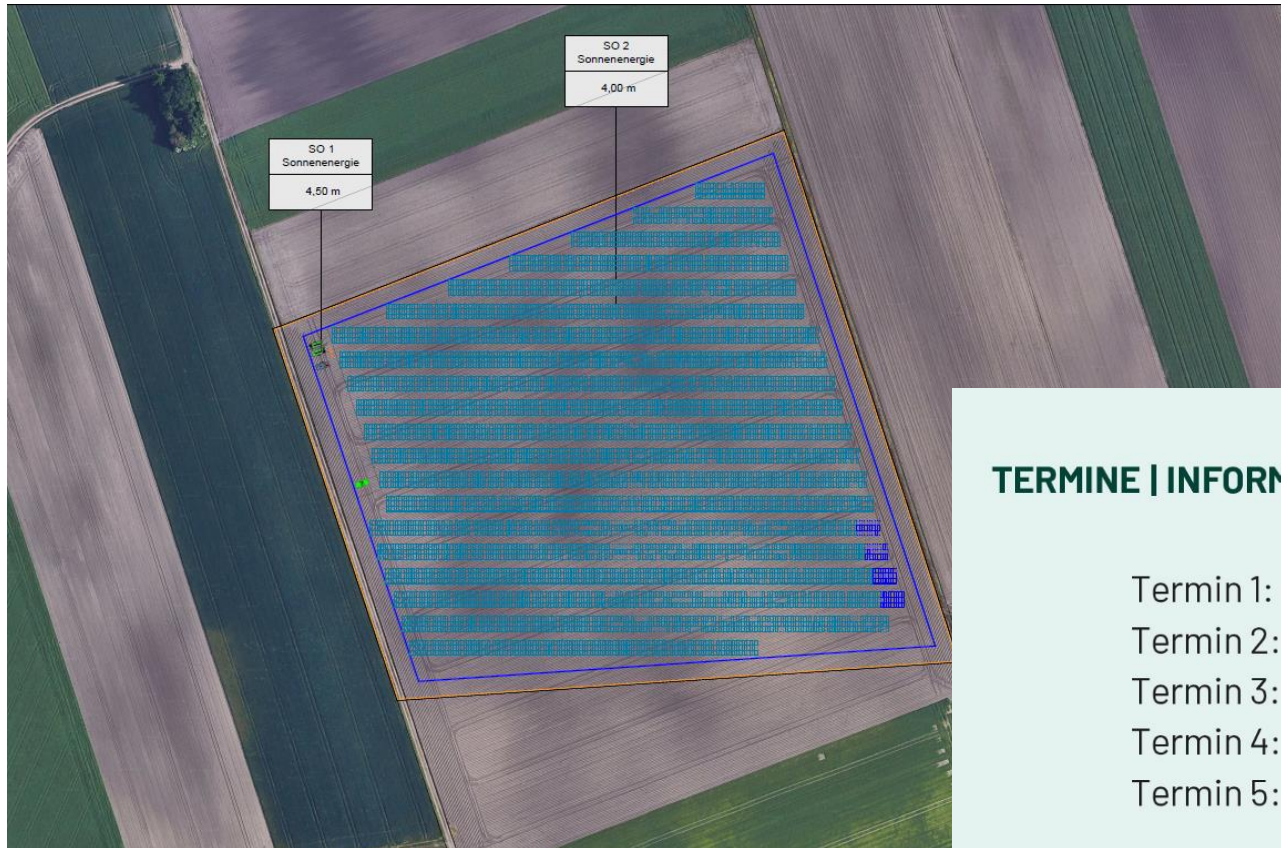 SO 2
Sonnenenergie
4,00 m
SO 1
Sonnenenergie
4,50 m
TERMINE | INFORM
Termin 1:
Termin 2:
Termin 3:
Termin 4:
Termin 5: